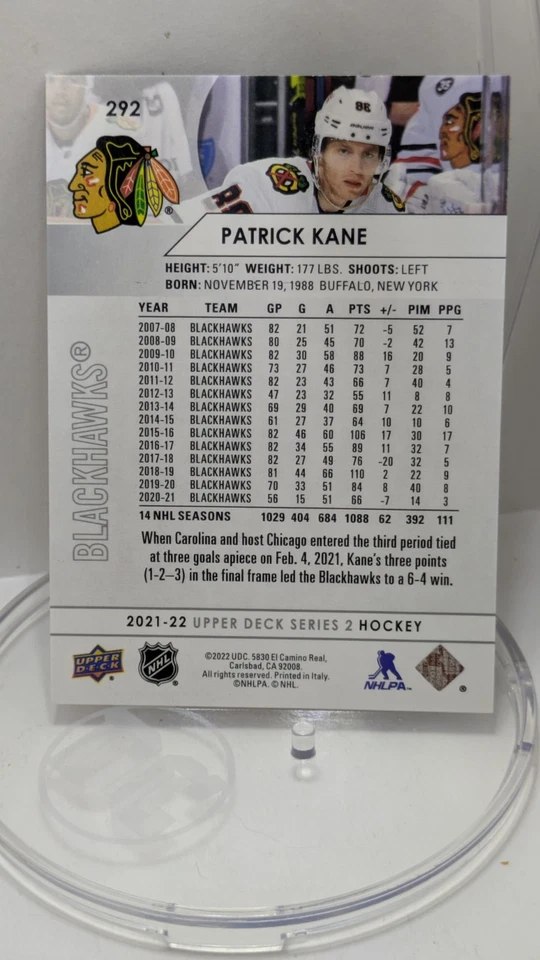 292
88
88
PATRICK KANE
HEIGHT: 5'10" WEIGHT: 177 LBS. SHOOTS: LEFT
BORN: NOVEMBER 19, 1988 BUFFALO, NEW YORK
BLACKHAWKS®
YEAR TEAM GP G A PTS +/- PIM PPG
2007-08 BLACKHAWKS 82 21 51 72 -5 52 7
2008-09 BLACKHAWKS 80 25 45 70 -2 42 13
2009-10 BLACKHAWKS 82 30 58 88 16 20 9
2010-11 BLACKHAWKS 73 27 46 73 7 28 5
2011-12 BLACKHAWKS 82 23 43 66 7 40 4
2012-13 BLACKHAWKS 47 23 32 55 11 8 8
2013-14 BLACKHAWKS 69 29 40 69 7 22 10
2014-15 BLACKHAWKS 61 27 37 64 10 10 6
2015-16 BLACKHAWKS 82 46 60 106 17 30 17
2016-17 BLACKHAWKS 82 34 55 89 11 32 7
2017-18 BLACKHAWKS 82 27 49 76 -20 32 5
2018-19 BLACKHAWKS 81 44 66 110 2 22 9
2019-20 BLACKHAWKS 70 33 51 84 8 40 8
2020-21 BLACKHAWKS 56 15 51 66 -7 14 3
14 NHL SEASONS 1029 404 684 1088 62 392 111
When Carolina and host Chicago entered the third period tied
at three goals apiece on Feb. 4, 2021, Kane's three points
(1-2–3) in the final frame led the Blackhawks to a 6-4 win.
2021-22 UPPER DECK SERIES 2 HOCKEY
UPPER DECK
NHL
©2022 UDC. 5830 El Camino Real,
Carlsbad, CA 92008.
All rights reserved. Printed in Italy.
©NHLPA. © NHL.
NHLPA